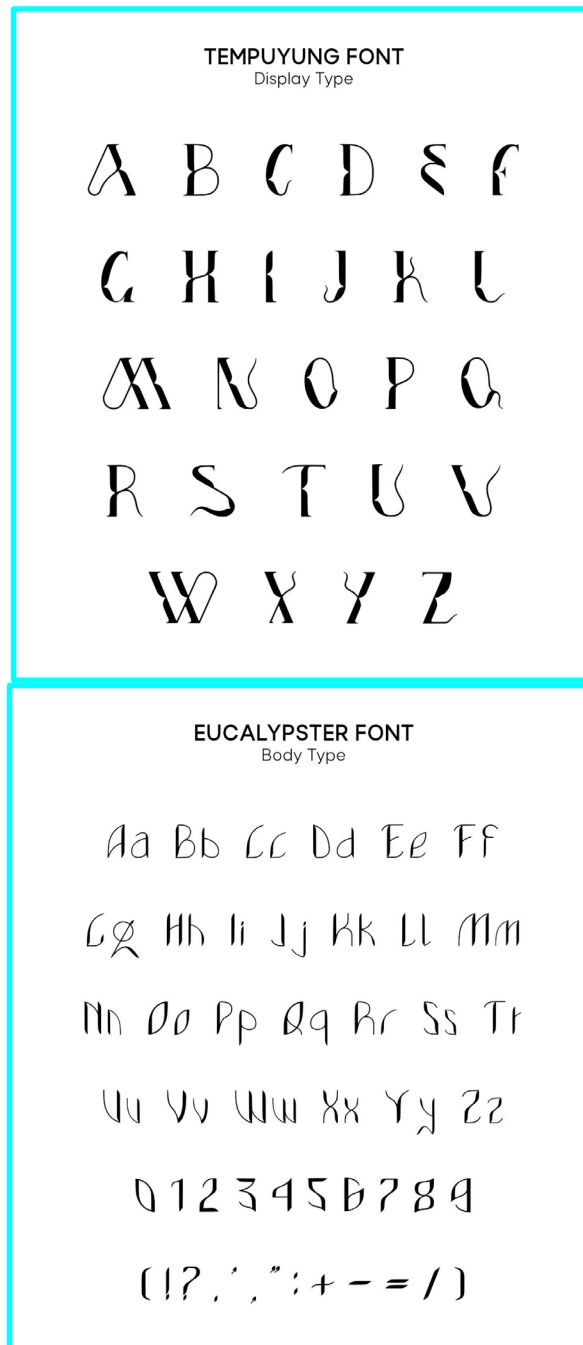 TEMPUYUNG FONT
Display Type
A B C D E F
G H I J K L
M N O P Q
R S T U V
W X Y Z
EUCALYPSTER FONT
Body Type
Aa Bb Cc Dd Ee Ff
Gg Hh Ii Jj Kk Ll Mm
Nn Oo Pp Qq Rr Ss Tt
Uu Vv Ww Xx Yy Zz
0 1 2 3 4 5 6 7 8 9
( ! ? . ' , " : + - = / )